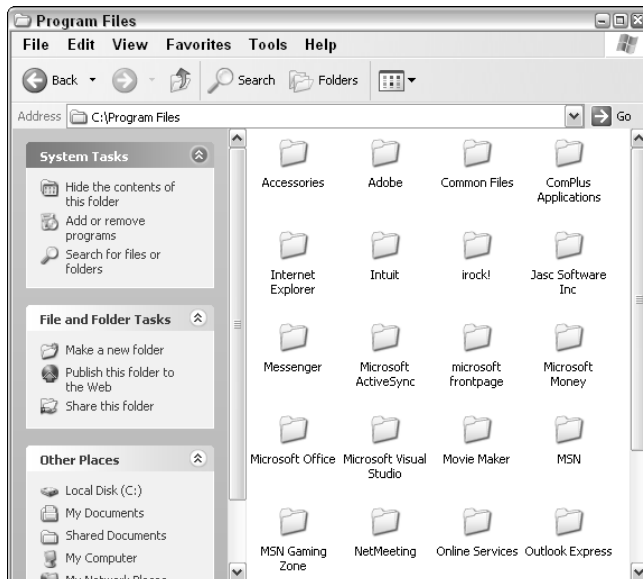 Program Files
File Edit View Favorites Tools Help
Back Search Folders
Address C:\Program Files Go
System Tasks
Hide the contents of
this folder
Add or remove
programs
Search for files or
folders
File and Folder Tasks
Make a new folder
Publish this folder to
the Web
Share this folder
Other Places
Local Disk (C:)
My Documents
Shared Documents
My Computer
My Network Places
Accessories Adobe Common Files ComPlus
Applications
Internet Intuit irock! Jasc Software
Explorer Inc
Messenger Microsoft microsoft Microsoft
ActiveSync frontpage Money
Microsoft Office Microsoft Visual Movie Maker MSN
Studio
MSN Gaming NetMeeting Online Services Outlook Express
Zone